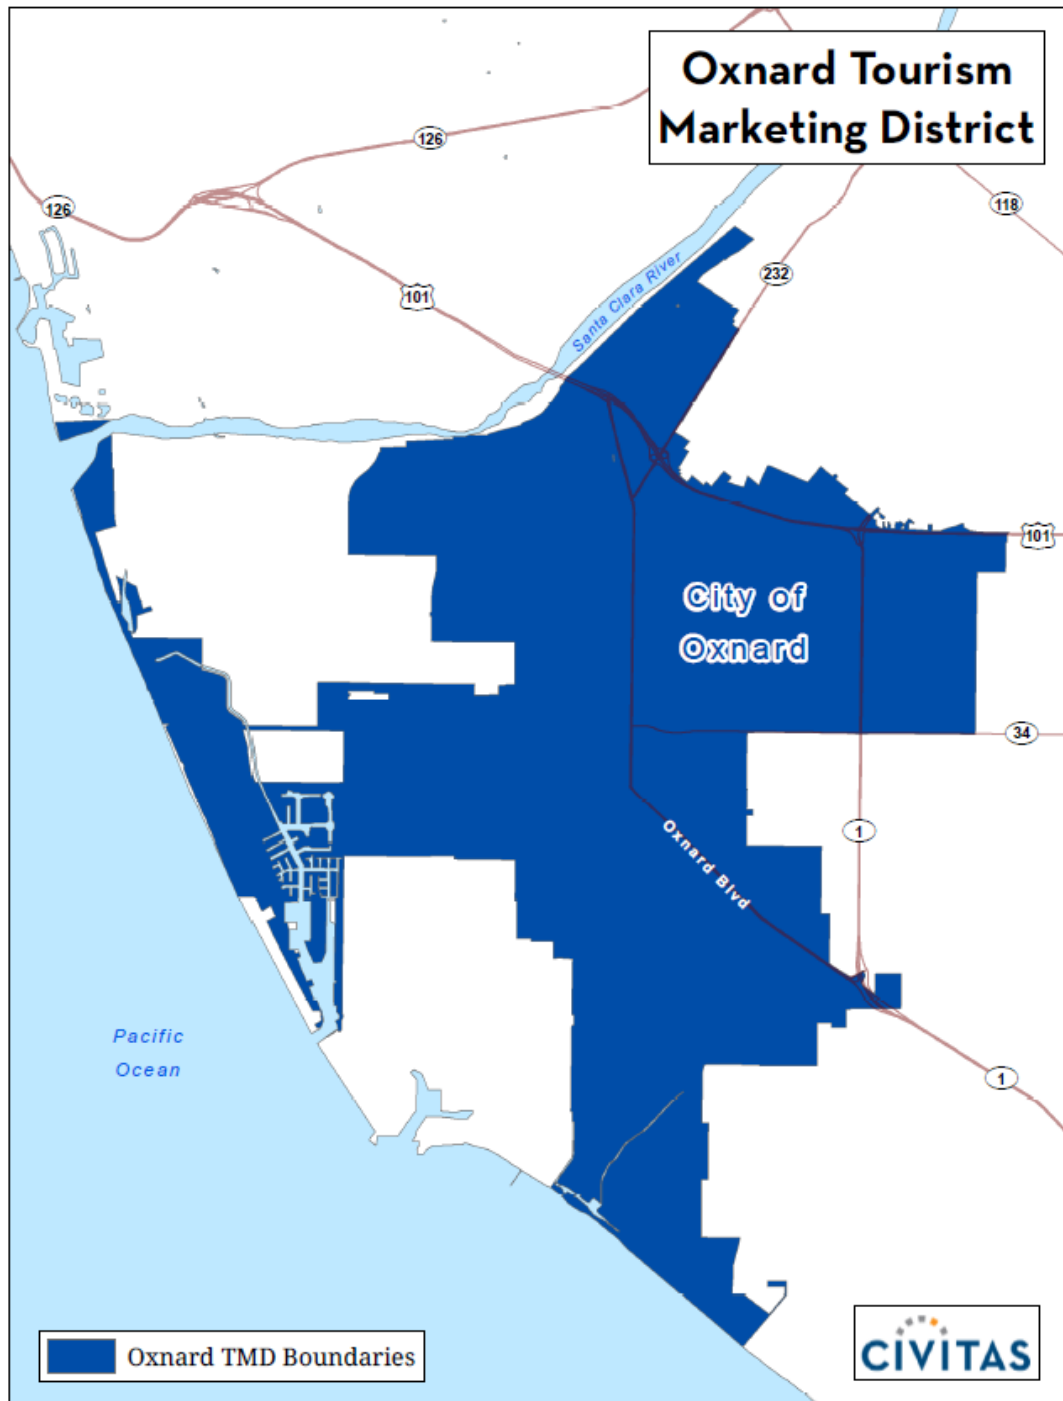 Oxnard Tourism
Marketing District
126
118
126
232
Santa Clara River
101
101
City of
Oxnard
34
Oxnard Blvd
1
Pacific
Ocean
1
Oxnard TMD Boundaries
CIVITAS